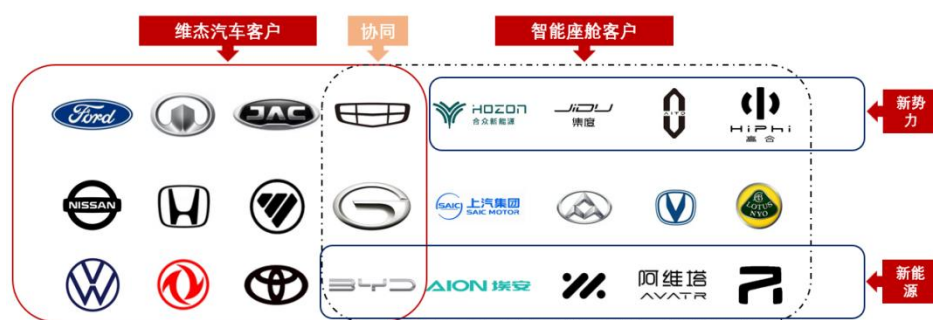 维杰汽车客户
协同
智能座舱客户
Ford
JAC
HOZON
合众新能源
JIDU
集度
AITO
HiPhi
高合
新势
力
NISSAN
SAIC
上汽集团
SAIC MOTOR
LOTUS
NYO
BYD
AION 埃安
阿维塔
AVATR
新能
源